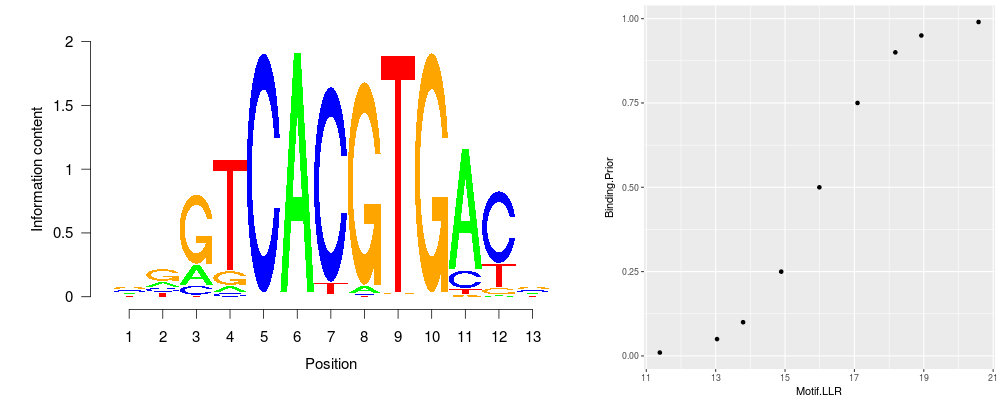 Information content
2
1.5
1
0.5
0
GTCACGTGAC
1 2 3 4 5 6 7 8 9 10 11 12 13
Position
Binding.Prior
1.00
0.75
0.50
0.25
0.00
11 13 15 17 19 21
Motif.LLR